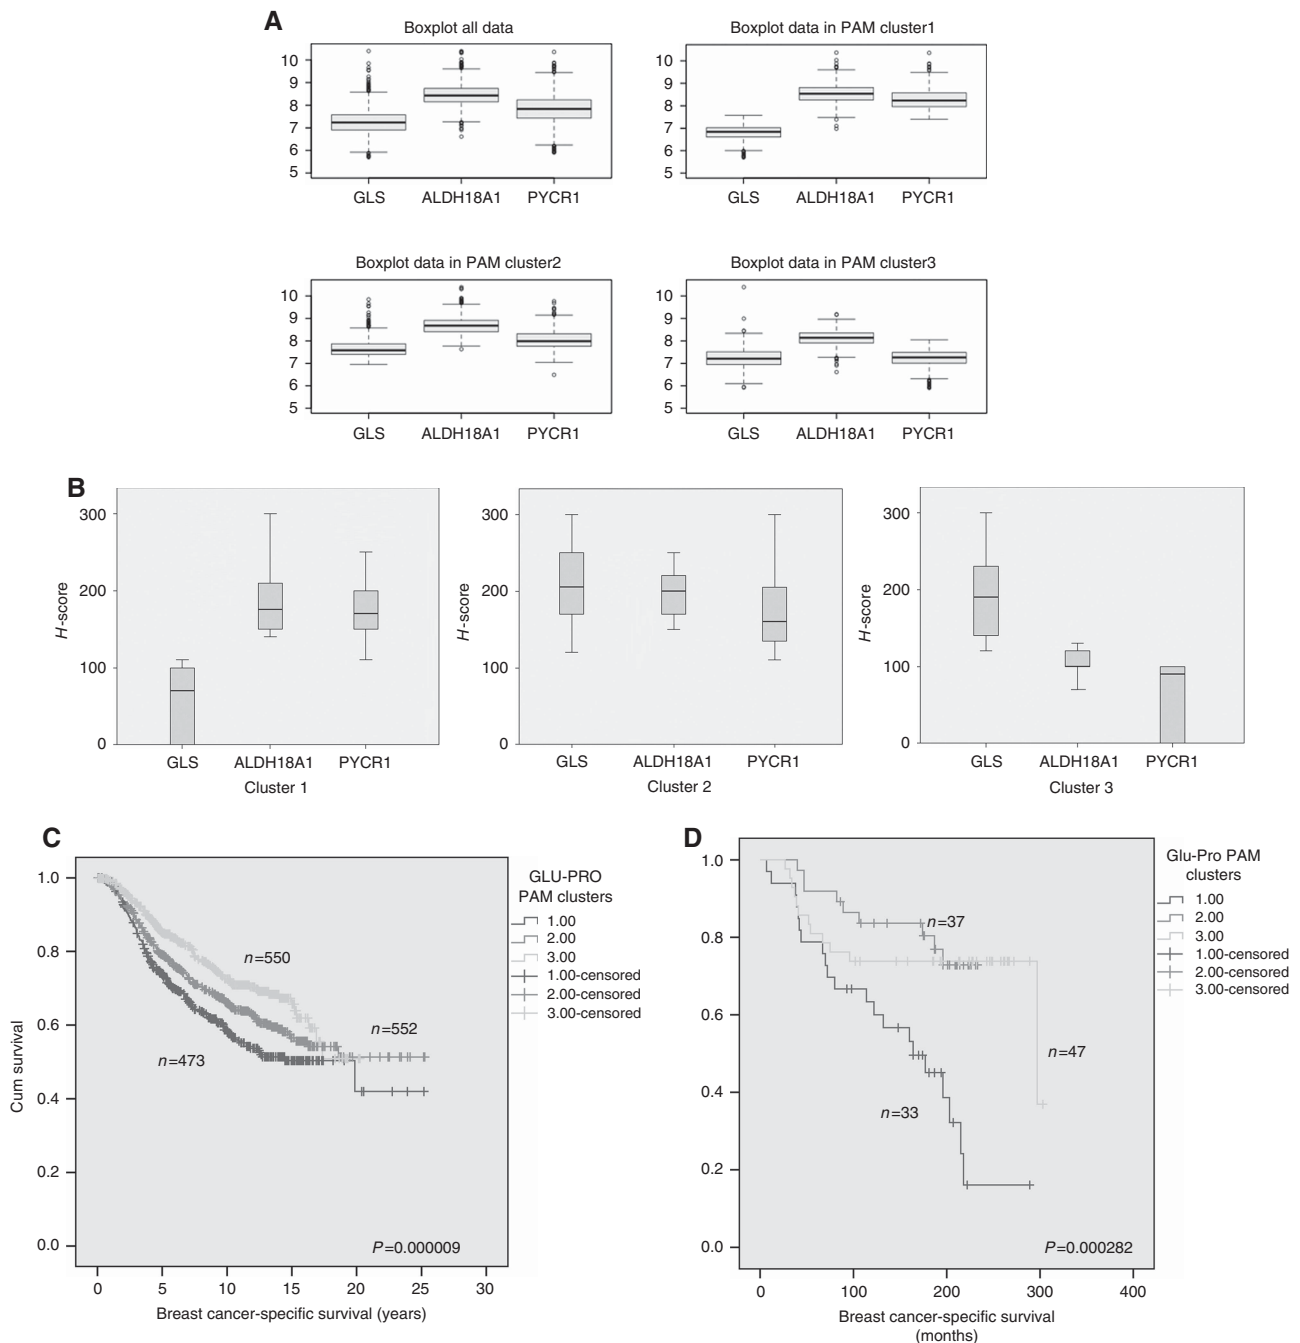 A
Boxplot all data
10
9
8
7
6
5
GLS ALDH18A1 PYCR1
Boxplot data in PAM cluster1
10
9
8
7
6
5
GLS ALDH18A1 PYCR1
Boxplot data in PAM cluster2
10
9
8
7
6
5
GLS ALDH18A1 PYCR1
Boxplot data in PAM cluster3
10
9
8
7
6
5
GLS ALDH18A1 PYCR1
B
H-score
300
200
100
0
GLS ALDH18A1 PYCR1
Cluster 1
H-score
300
200
100
0
GLS ALDH18A1 PYCR1
Cluster 2
H-score
300
200
100
0
GLS ALDH18A1 PYCR1
Cluster 3
C
Cum survival
1.0
0.8
0.6
0.4
0.2
0.0
n=550
n=552
n=473
P=0.000009
0 5 10 15 20 25 30
Breast cancer-specific survival (years)
GLU-PRO
PAM clusters
1.00
2.00
3.00
1.00-censored
2.00-censored
3.00-censored
D
1.0
0.8
0.6
0.4
0.2
0.0
n=37
n=47
n=33
P=0.000282
0 100 200 300 400
Breast cancer-specific survival
(months)
Glu-Pro PAM
clusters
1.00
2.00
3.00
1.00-censored
2.00-censored
3.00-censored